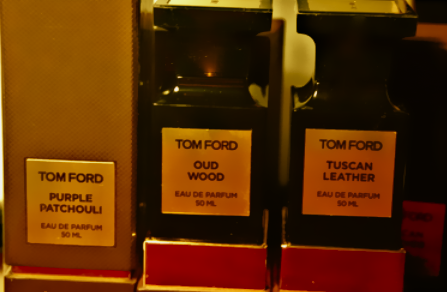 TOM FORD
PURPLE
PATCHOULI
EAU DE PARFUM
50 ML
TOM FORD
OUD
WOOD
EAU DE PARFUM
50 ML
TOM FORD
TUSCAN
LEATHER
EAU DE PARFUM
50 ML